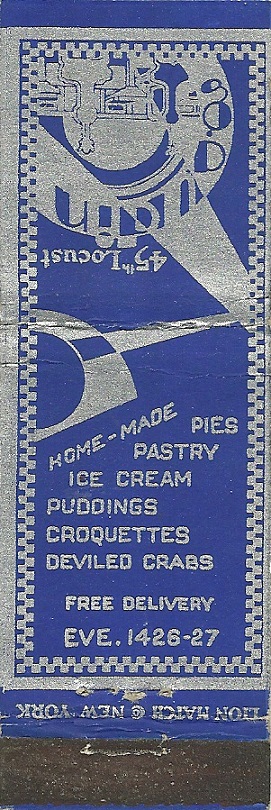 45th Locust
HOME-MADE PIES
PASTRY
ICE CREAM
PUDDINGS
CROQUETTES
DEVILED CRABS
FREE DELIVERY
EVE. 1426-27
LION MATCH © NEW YORK